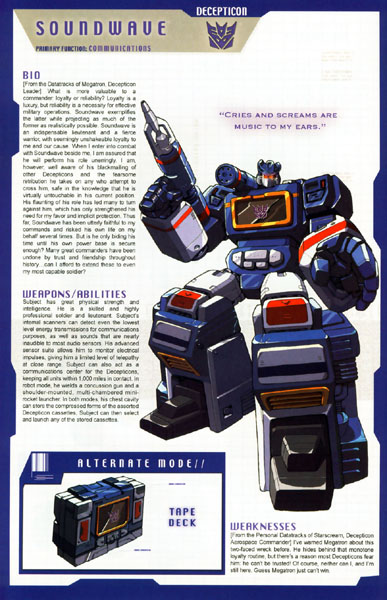 DECEPTICON
SOUNDWAVE
PRIMARY FUNCTION: COMMUNICATIONS
BIO
[From the Datatracks of Megatron, Decepticon
Leader] What is more valuable to a
commander: loyalty or reliability? Loyalty is a
luxury, but reliability is a necessity for effective
military operations. Soundwave exemplifies
the latter while projecting as much of the
former as realistically possible. Soundwave is
an indispensable lieutenant and a fierce
warrior, with seemingly unshakeable loyalty to
me and our cause. When I enter into combat
with Soundwave beside me, I am assured that
he will perform his role unerringly. I am,
however, well aware of his blackmailing of
other Decepticons and the fearsome
retribution he takes on any who attempt to
cross him, safe in the knowledge that he is
virtually untouchable in his current position.
His flaunting of his role has led many to turn
against him, which has only strengthened his
need for my favor and implicit protection. Thus
far, Soundwave has been utterly faithful to my
commands and risked his own life on my
behalf several times. But is he only biding his
time until his own power base is secure
enough? Many great commanders have been
undone by trust and friendship throughout
history...can I afford to extend these to even
my most capable soldier?
"CRIES AND SCREAMS ARE
MUSIC TO MY EARS."
WEAPONS/ABILITIES
Subject has great physical strength and
intelligence. He is a skilled and highly
professional soldier and lieutenant. Subject's
internal scanners can detect even the lowest
level energy transmissions for communications
purposes, as well as sounds that are nearly
inaudible to most audio sensors. His advanced
sensor suite allows him to monitor electrical
impulses, giving him a limited level of telepathy
at close range. Subject can also act as a
communications center for the Decepticons,
keeping all units within 1,000 miles in contact. In
robot mode, he wields a concussion gun and a
shoulder-mounted, multi-chambered mini-
rocket launcher. In both modes, his chest cavity
can store the compressed forms of the assorted
Decepticon cassettes. Subject can then select
and launch any of the stored cassettes.
ALTERNATE MODE//
TAPE
DECK
WEAKNESSES
[From the Personal Datatracks of Starscream, Decepticon
Aerospace Commander] I've warned Megatron about this
two-faced wreck before. He hides behind that monotone
loyalty routine, but there's a reason most Decepticons fear
him: he can't be trusted! Of course, neither can I, and I'm
still here. Guess Megatron just can't win.